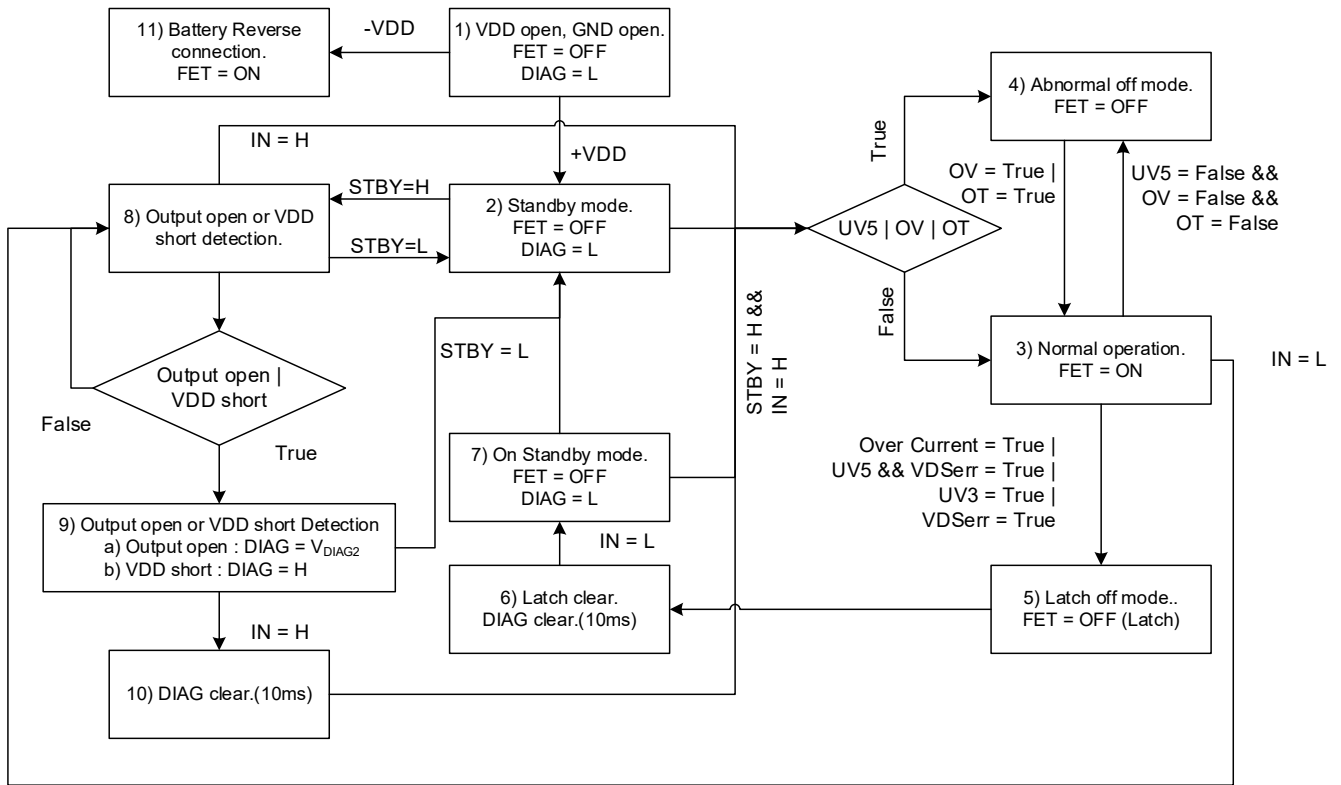 11) Battery Reverse
connection.
FET = ON
-VDD
1) VDD open, GND open.
FET = OFF
DIAG = L
+VDD
IN = H
8) Output open or VDD
short detection.
STBY=H
STBY=L
2) Standby mode.
FET = OFF
DIAG = L
UV5 | OV | OT
True
False
4) Abnormal off mode.
FET = OFF
OV = True |
OT = True
UV5 = False &&
OV = False &&
OT = False
3) Normal operation.
FET = ON
IN = L
Output open |
VDD short
False
True
STBY = L
STBY = H &&
IN = H
7) On Standby mode.
FET = OFF
DIAG = L
Over Current = True |
UV5 && VDSerr = True |
UV3 = True |
VDSerr = True
9) Output open or VDD short Detection
a) Output open : DIAG = VDIAG2
b) VDD short : DIAG = H
IN = L
6) Latch clear.
DIAG clear.(10ms)
5) Latch off mode..
FET = OFF (Latch)
IN = H
10) DIAG clear.(10ms)